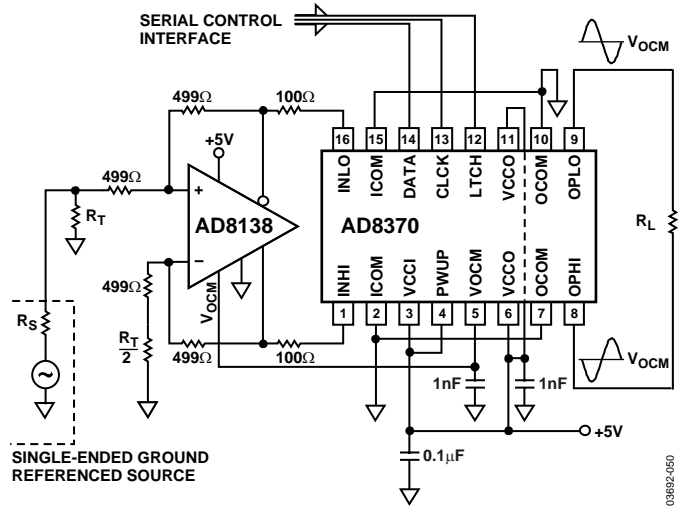 SERIAL CONTROL
INTERFACE
VOCM
499Ω
100Ω
+5V
16 15 14 13 12 11 10 9
INLO ICOM DATA CLCK LTCH VCCO OCOM OPLO
499Ω
+
RT
AD8138
AD8370
RL
–
499Ω
VOCM
INHI ICOM VCCI PWUP VOCM VCCO OCOM OPHI
1 2 3 4 5 6 7 8
RS
RT
2
499Ω
100Ω
1nF
1nF
VOCM
+5V
0.1µF
SINGLE-ENDED GROUND
REFERENCED SOURCE
03692-050